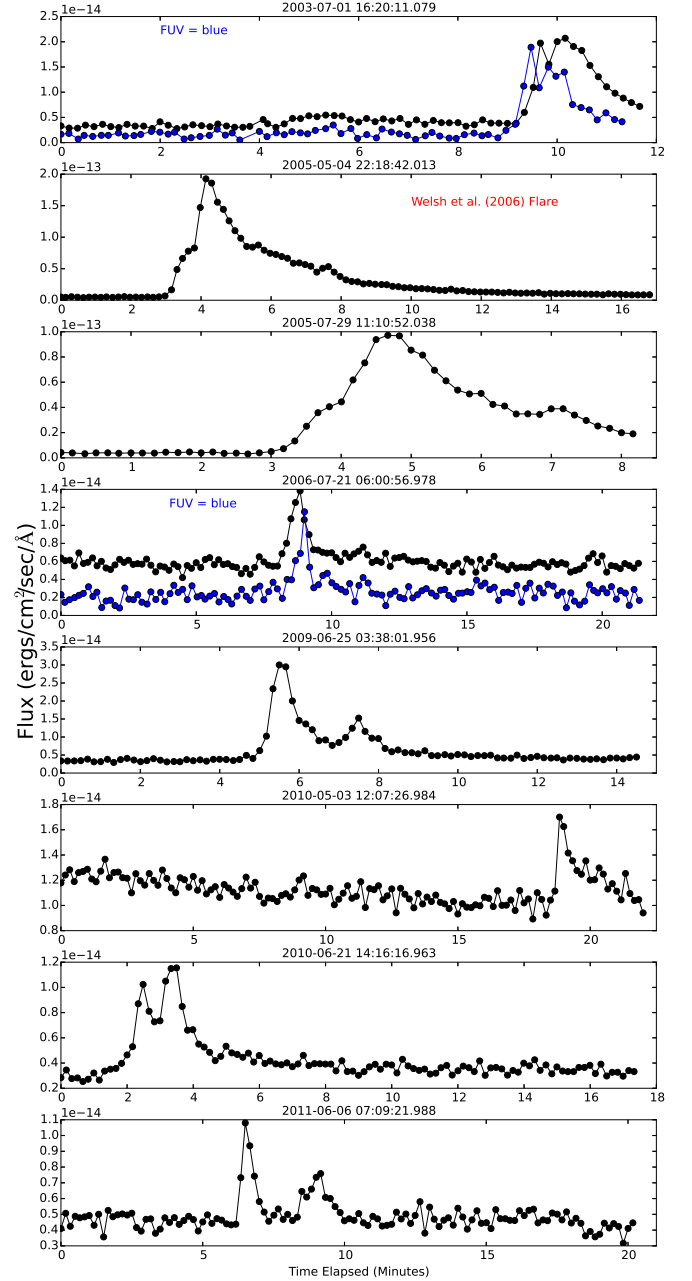 2003-07-01 16:20:11.079
1e−14
FUV = blue
2.5
2.0
1.5
1.0
0.5
0.0
0 2 4 6 8 10 12
2005-05-04 22:18:42.013
1e−13
Welsh et al. (2006) Flare
2.0
1.5
1.0
0.5
0.0
0 2 4 6 8 10 12 14 16
2005-07-29 11:10:52.038
1e−13
1.0
0.8
0.6
0.4
0.2
0.0
0 1 2 3 4 5 6 7 8
2006-07-21 06:00:56.978
1e−14
FUV = blue
1.4
1.2
1.0
0.8
0.6
0.4
0.2
0.0
0 5 10 15 20
Flux (ergs/cm²/sec/Å)
2009-06-25 03:38:01.956
1e−14
3.5
3.0
2.5
2.0
1.5
1.0
0.5
0.0
0 2 4 6 8 10 12 14
2010-05-03 12:07:26.984
1e−14
1.8
1.6
1.4
1.2
1.0
0.8
0 5 10 15 20
2010-06-21 14:16:16.963
1e−14
1.2
1.0
0.8
0.6
0.4
0.2
0 2 4 6 8 10 12 14 16 18
2011-06-06 07:09:21.988
1e−14
1.1
1.0
0.9
0.8
0.7
0.6
0.5
0.4
0.3
0 5 10 15 20
Time Elapsed (Minutes)